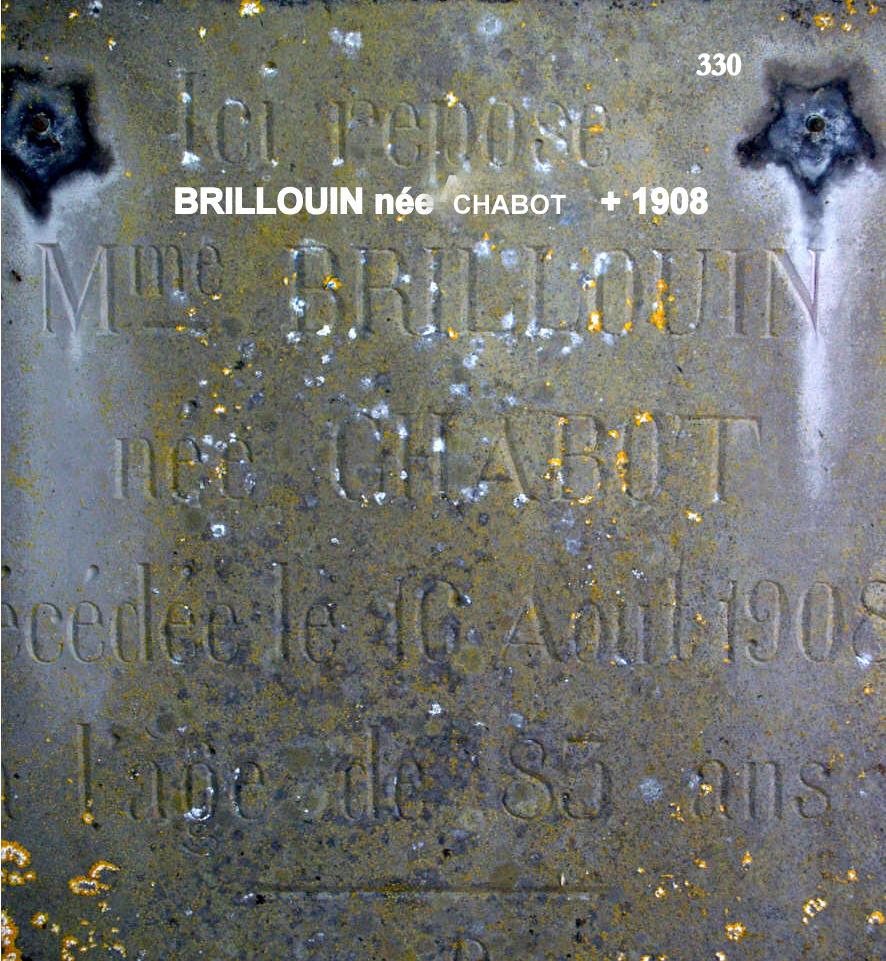 330
Ici repose
BRILLOUIN née CHABOT + 1908
Mme BRILLOUIN
née CHABOT
écédée le 16 Août 1908
l'âge de ans